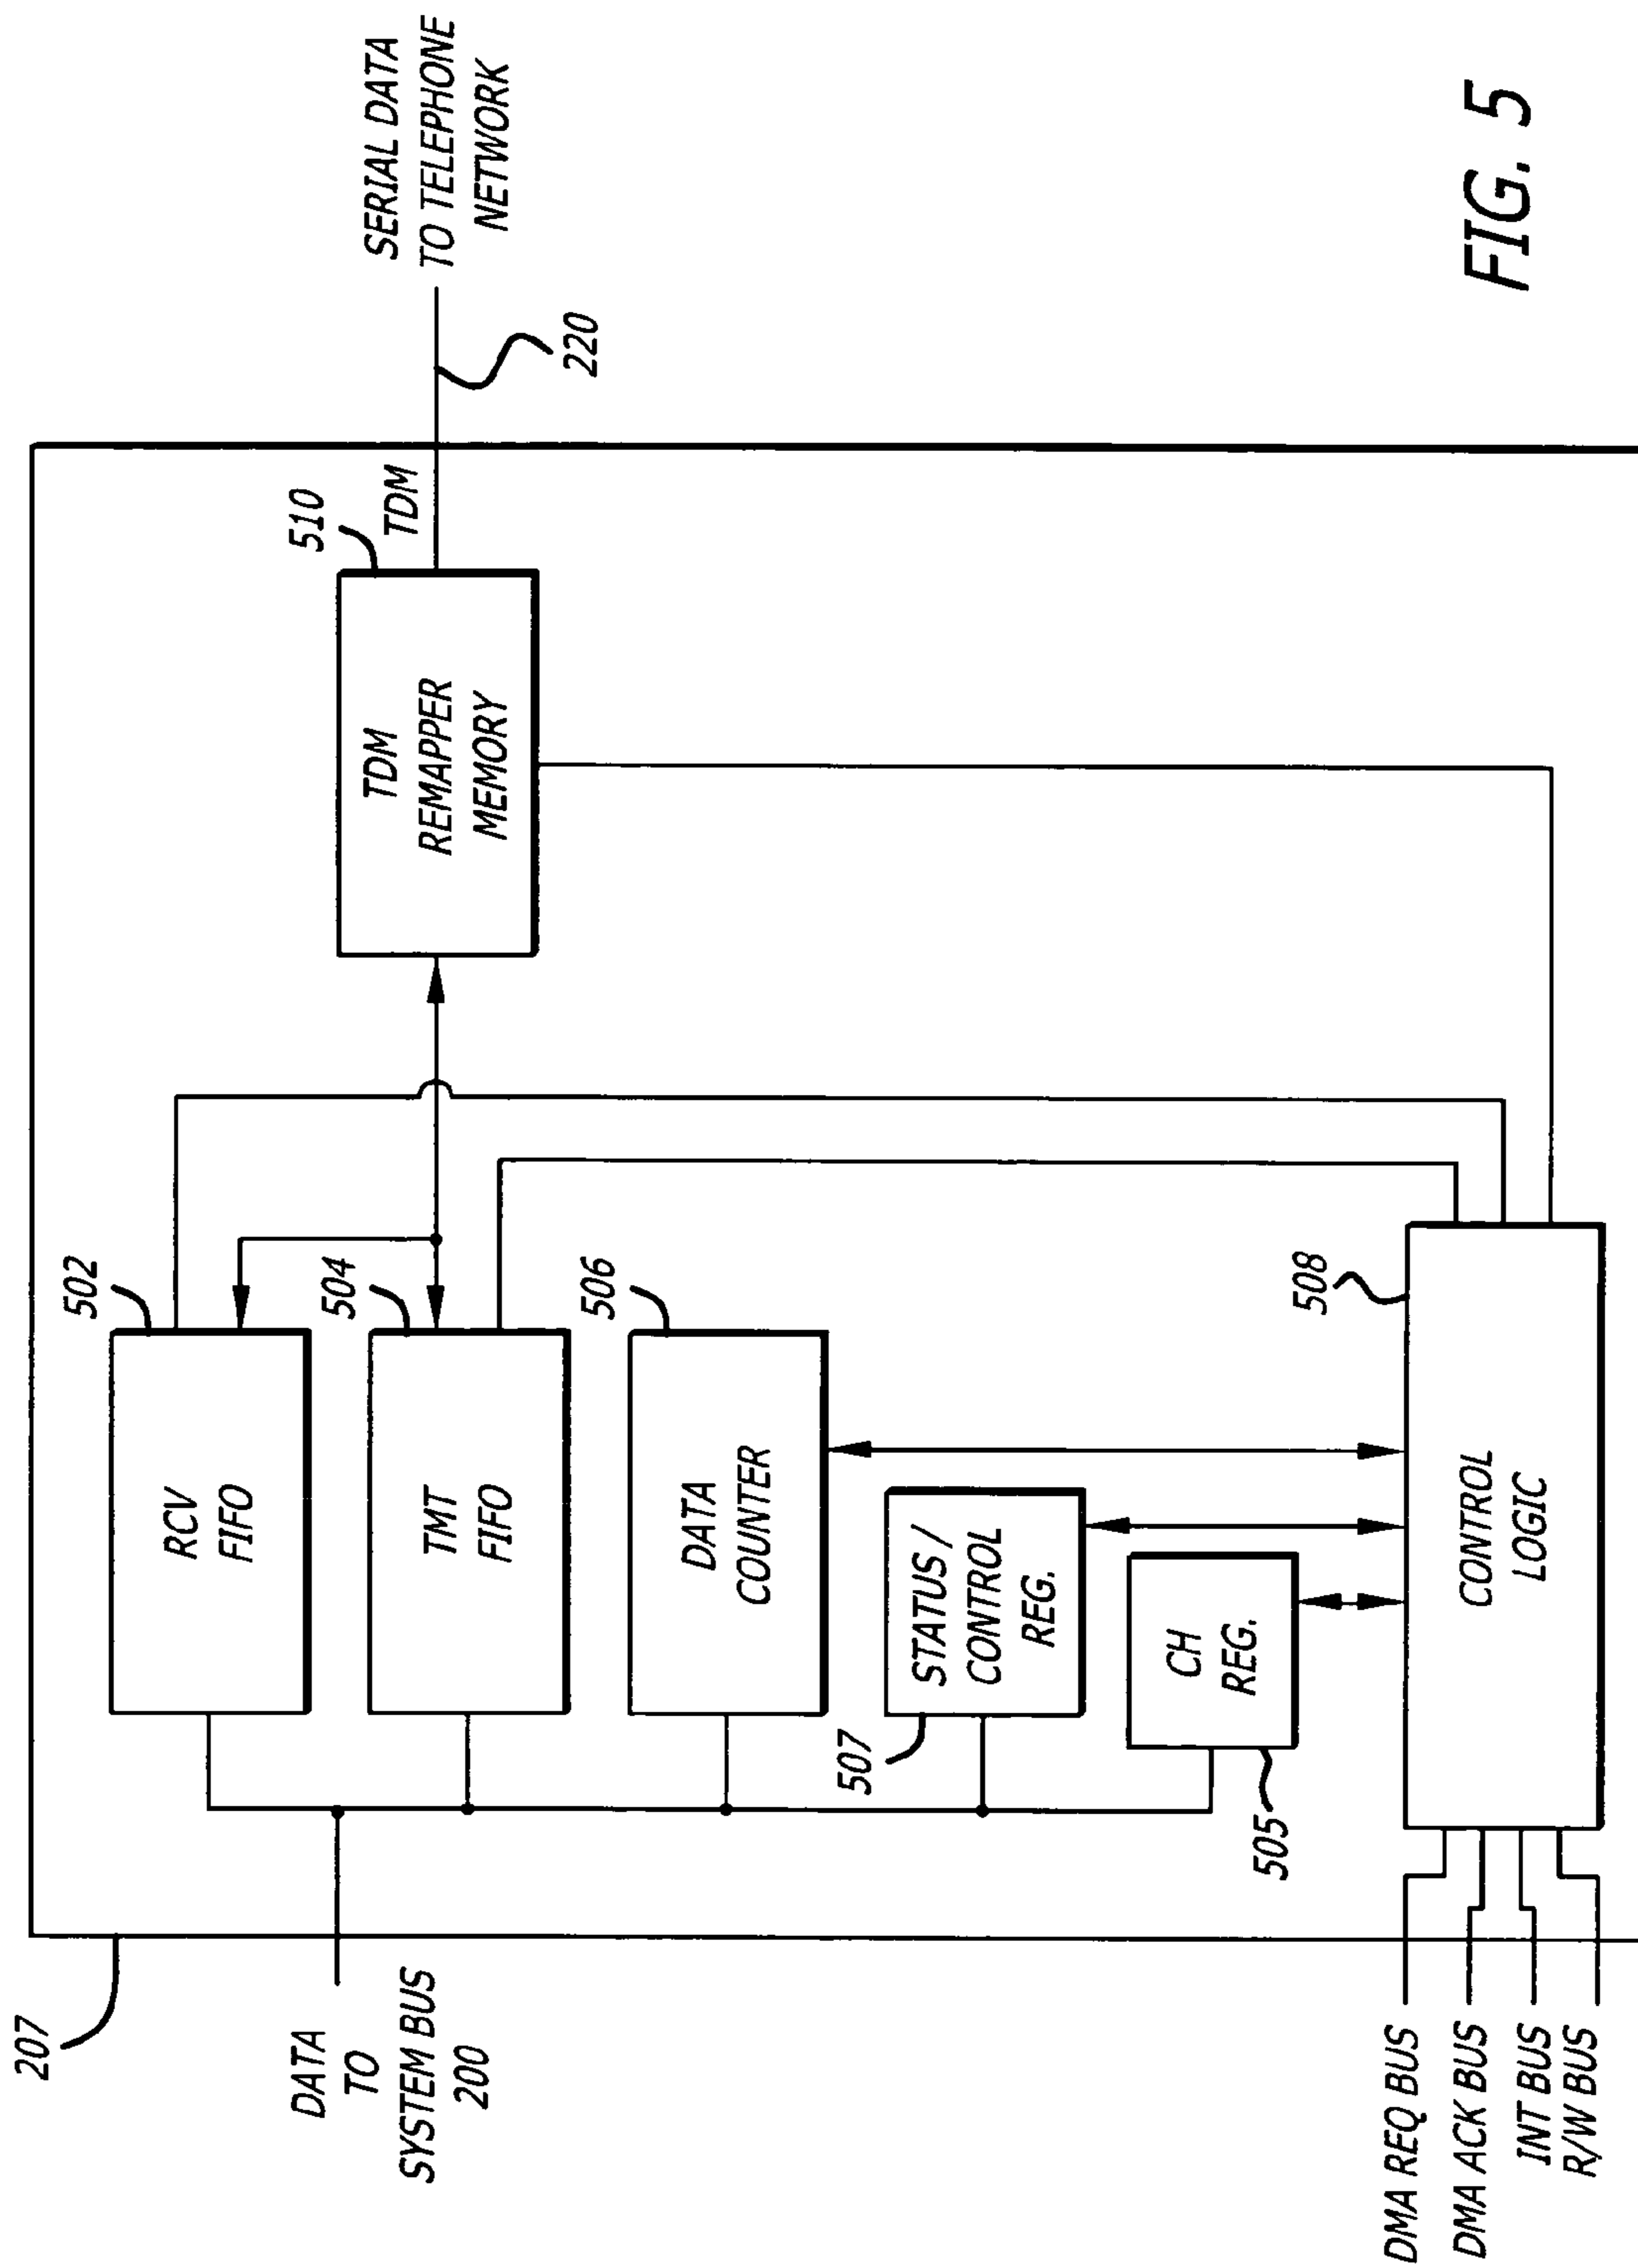 207
502
RCV
FIFO
504
TMT
FIFO
506
DATA
COUNTER
507
STATUS /
CONTROL
REG.
505
CH
REG.
508
CONTROL
LOGIC
510
TDM
REMAPPER
MEMORY
TDM
220
SERIAL DATA
TO TELEPHONE
NETWORK
DATA
TO
SYSTEM BUS
200
DMA REQ BUS
DMA ACK BUS
INT BUS
R/W BUS
FIG. 5